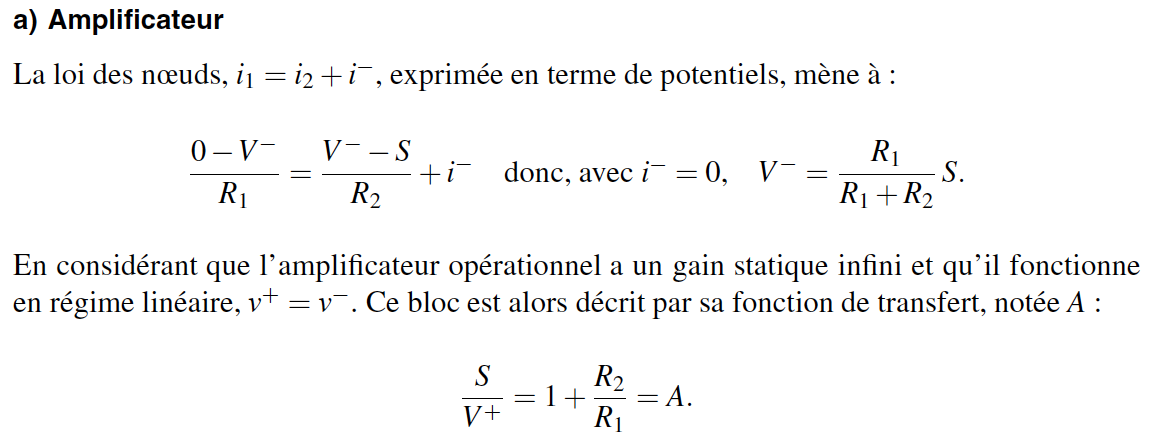 a) Amplificateur
La loi des nœuds, i₁ = i₂ + i⁻, exprimée en terme de potentiels, mène à :
(0 − V⁻)/R₁ = (V⁻ − S)/R₂ + i⁻ donc, avec i⁻ = 0, V⁻ = R₁/(R₁ + R₂) S.
En considérant que l’amplificateur opérationnel a un gain statique infini et qu’il fonctionne
en régime linéaire, v⁺ = v⁻. Ce bloc est alors décrit par sa fonction de transfert, notée A :
S/V⁺ = 1 + R₂/R₁ = A.